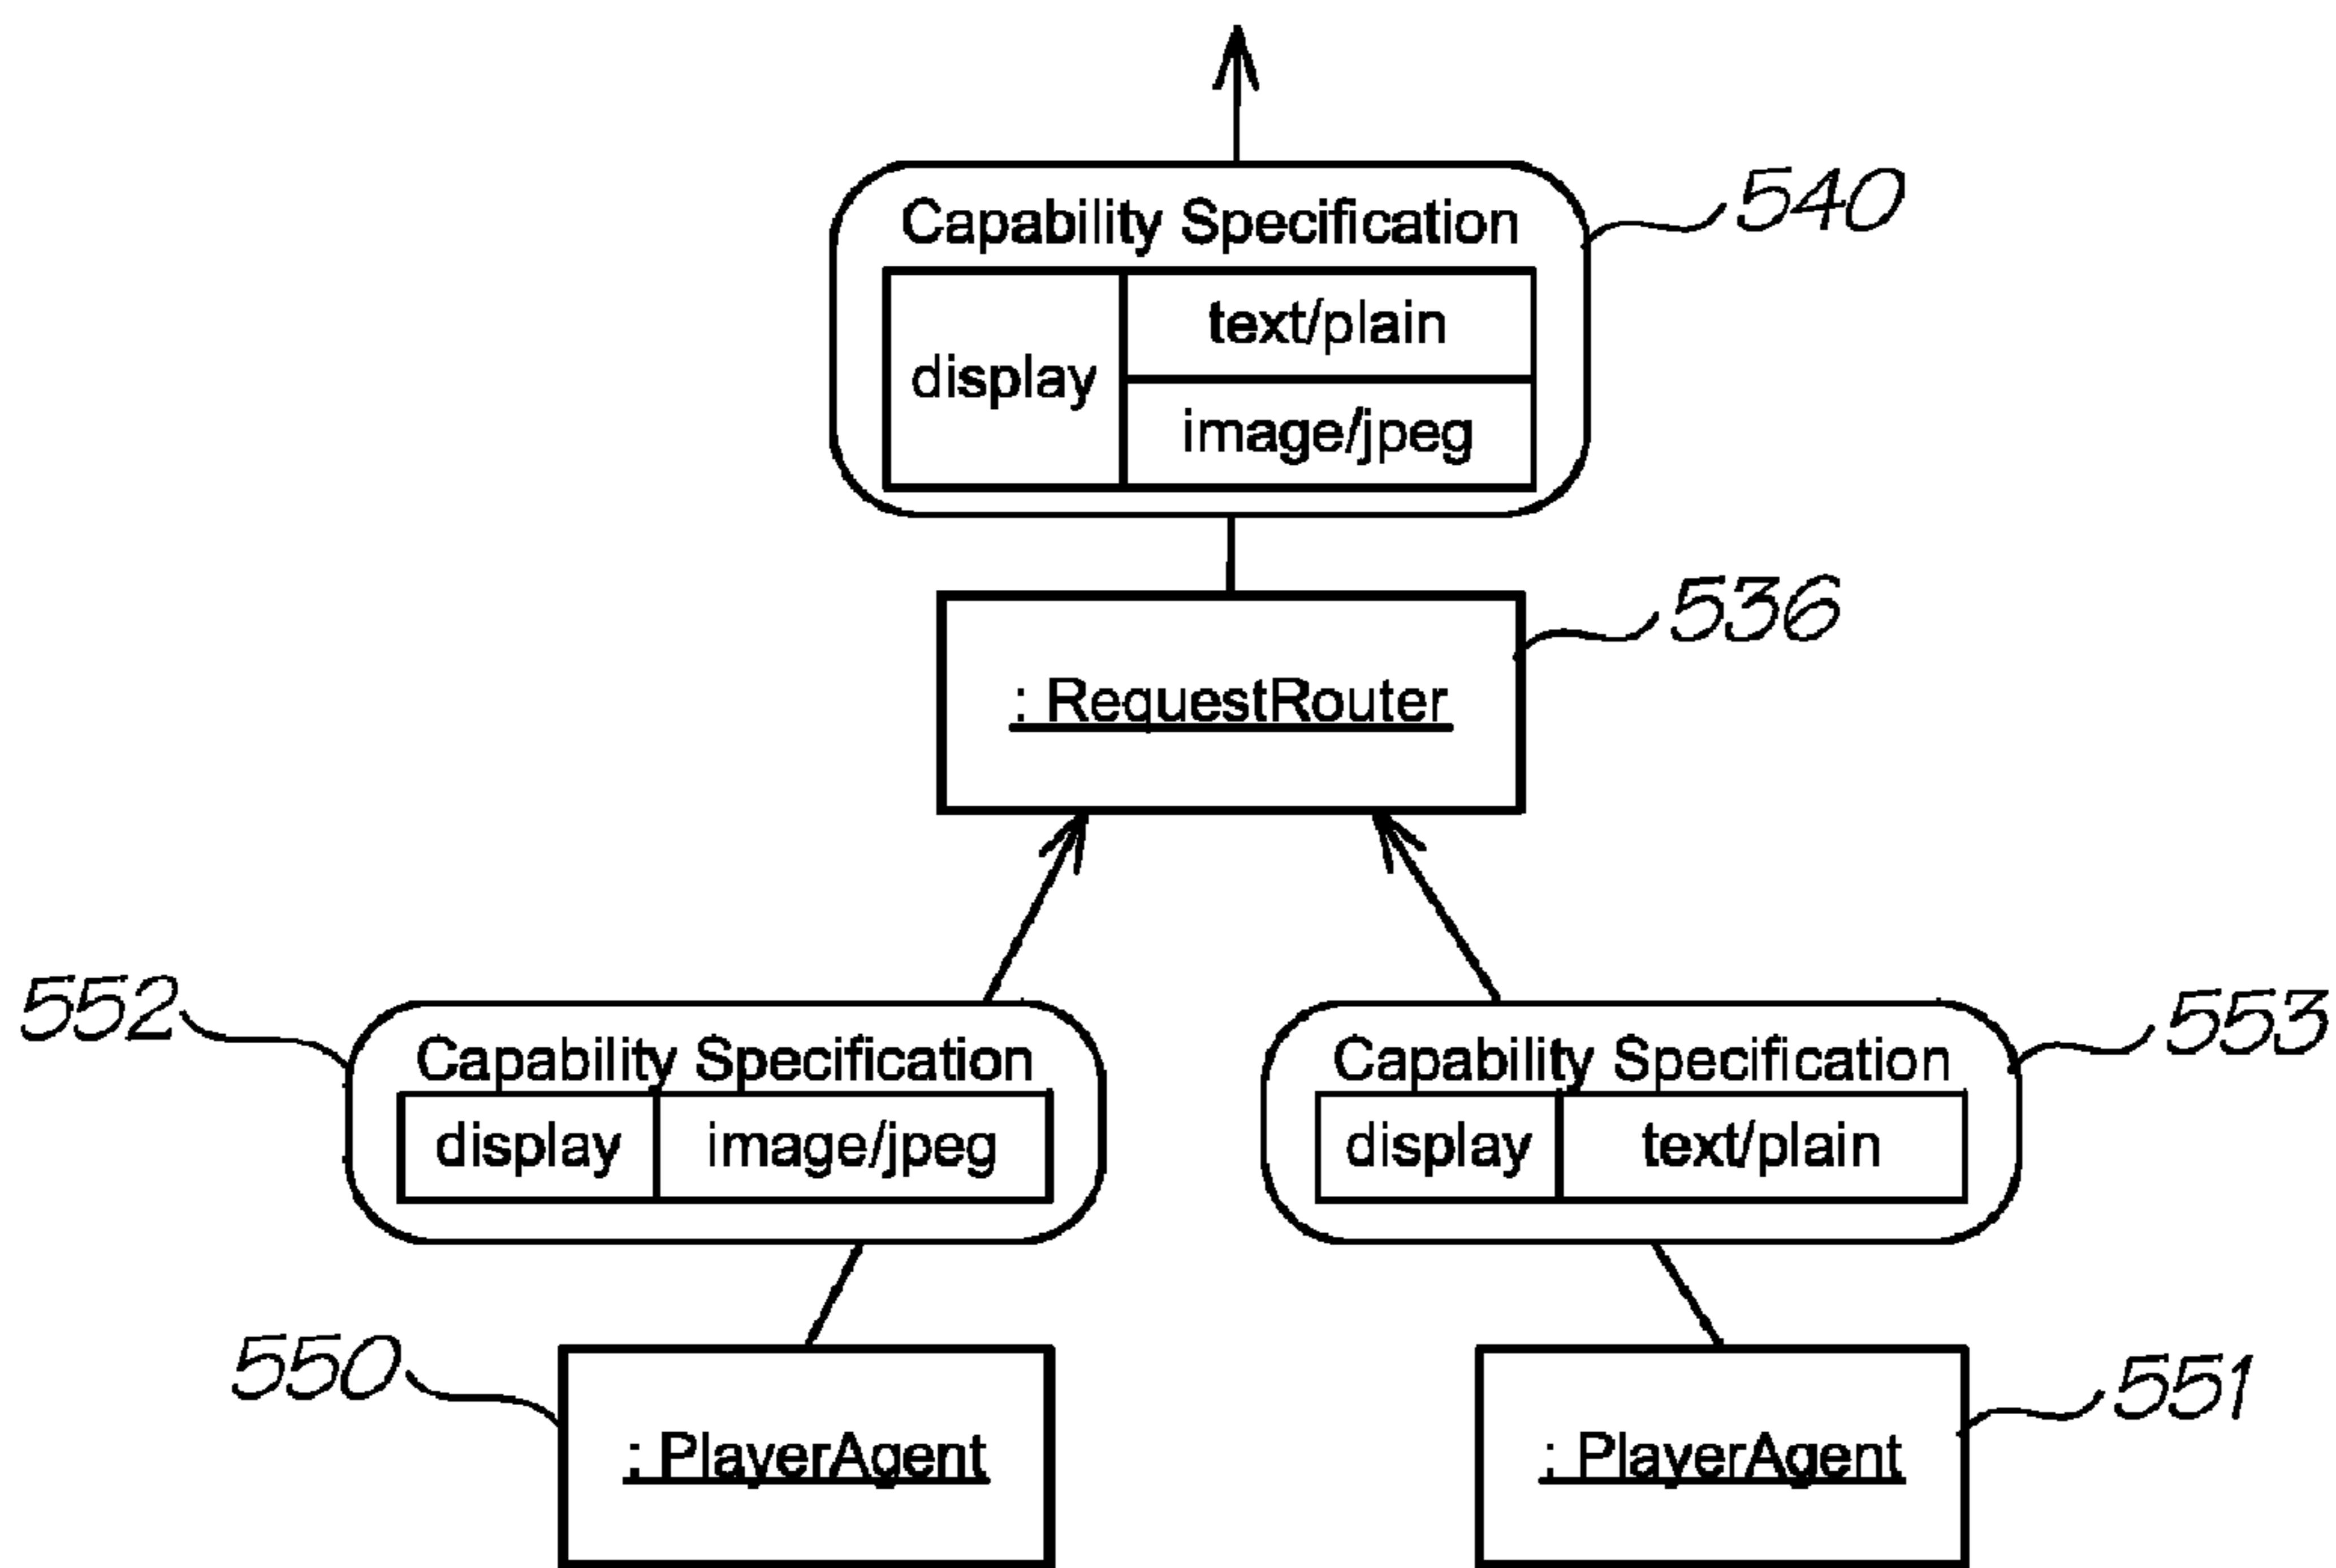 Capability Specification
540
display
text/plain
image/jpeg
536
: RequestRouter
552
Capability Specification
display
image/jpeg
Capability Specification
553
display
text/plain
550
: PlayerAgent
: PlayerAgent
551